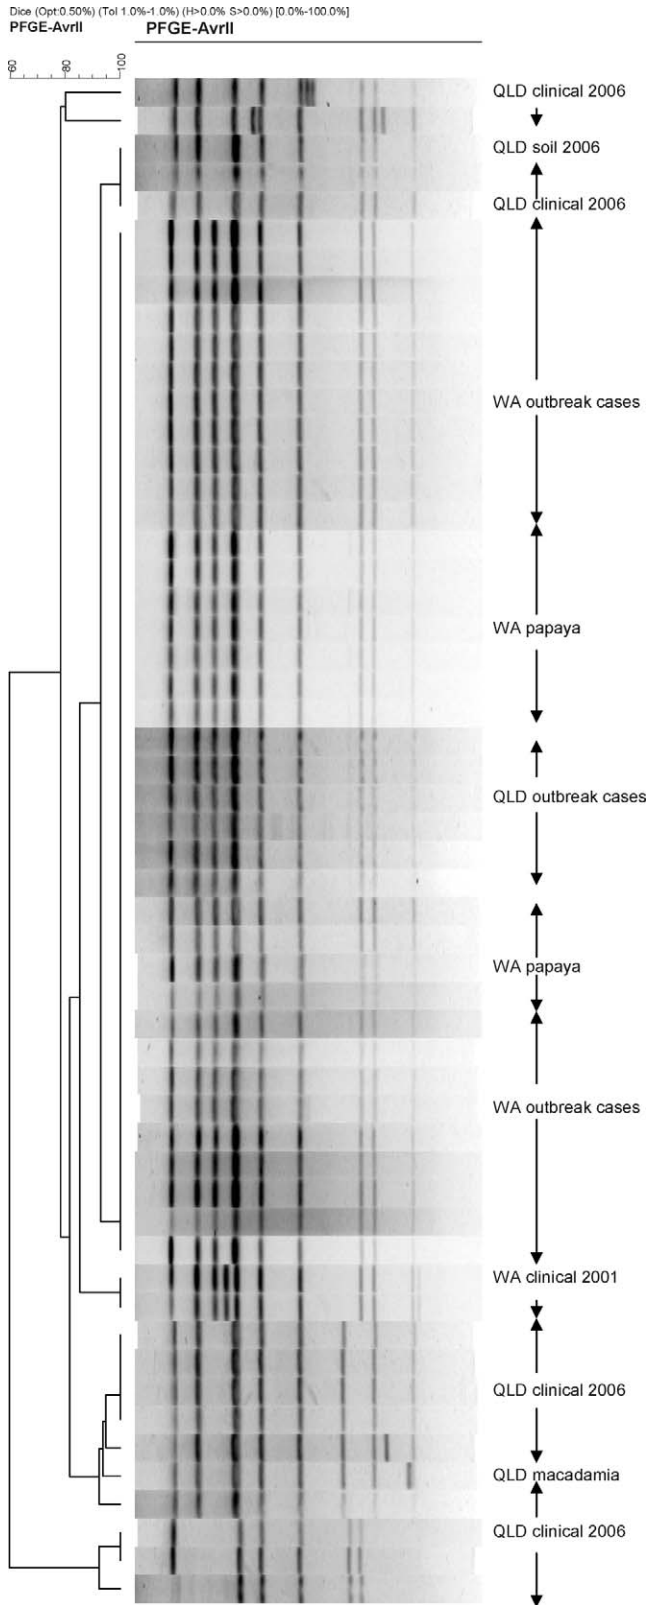 Dice (Opt:0.50%) (Tol 1.0%-1.0%) (H>0.0% S>0.0%) [0.0%-100.0%]
PFGE-AvrII PFGE-AvrII
60 80 100
QLD clinical 2006
QLD soil 2006
QLD clinical 2006
WA outbreak cases
WA papaya
QLD outbreak cases
WA papaya
WA outbreak cases
WA clinical 2001
QLD clinical 2006
QLD macadamia
QLD clinical 2006